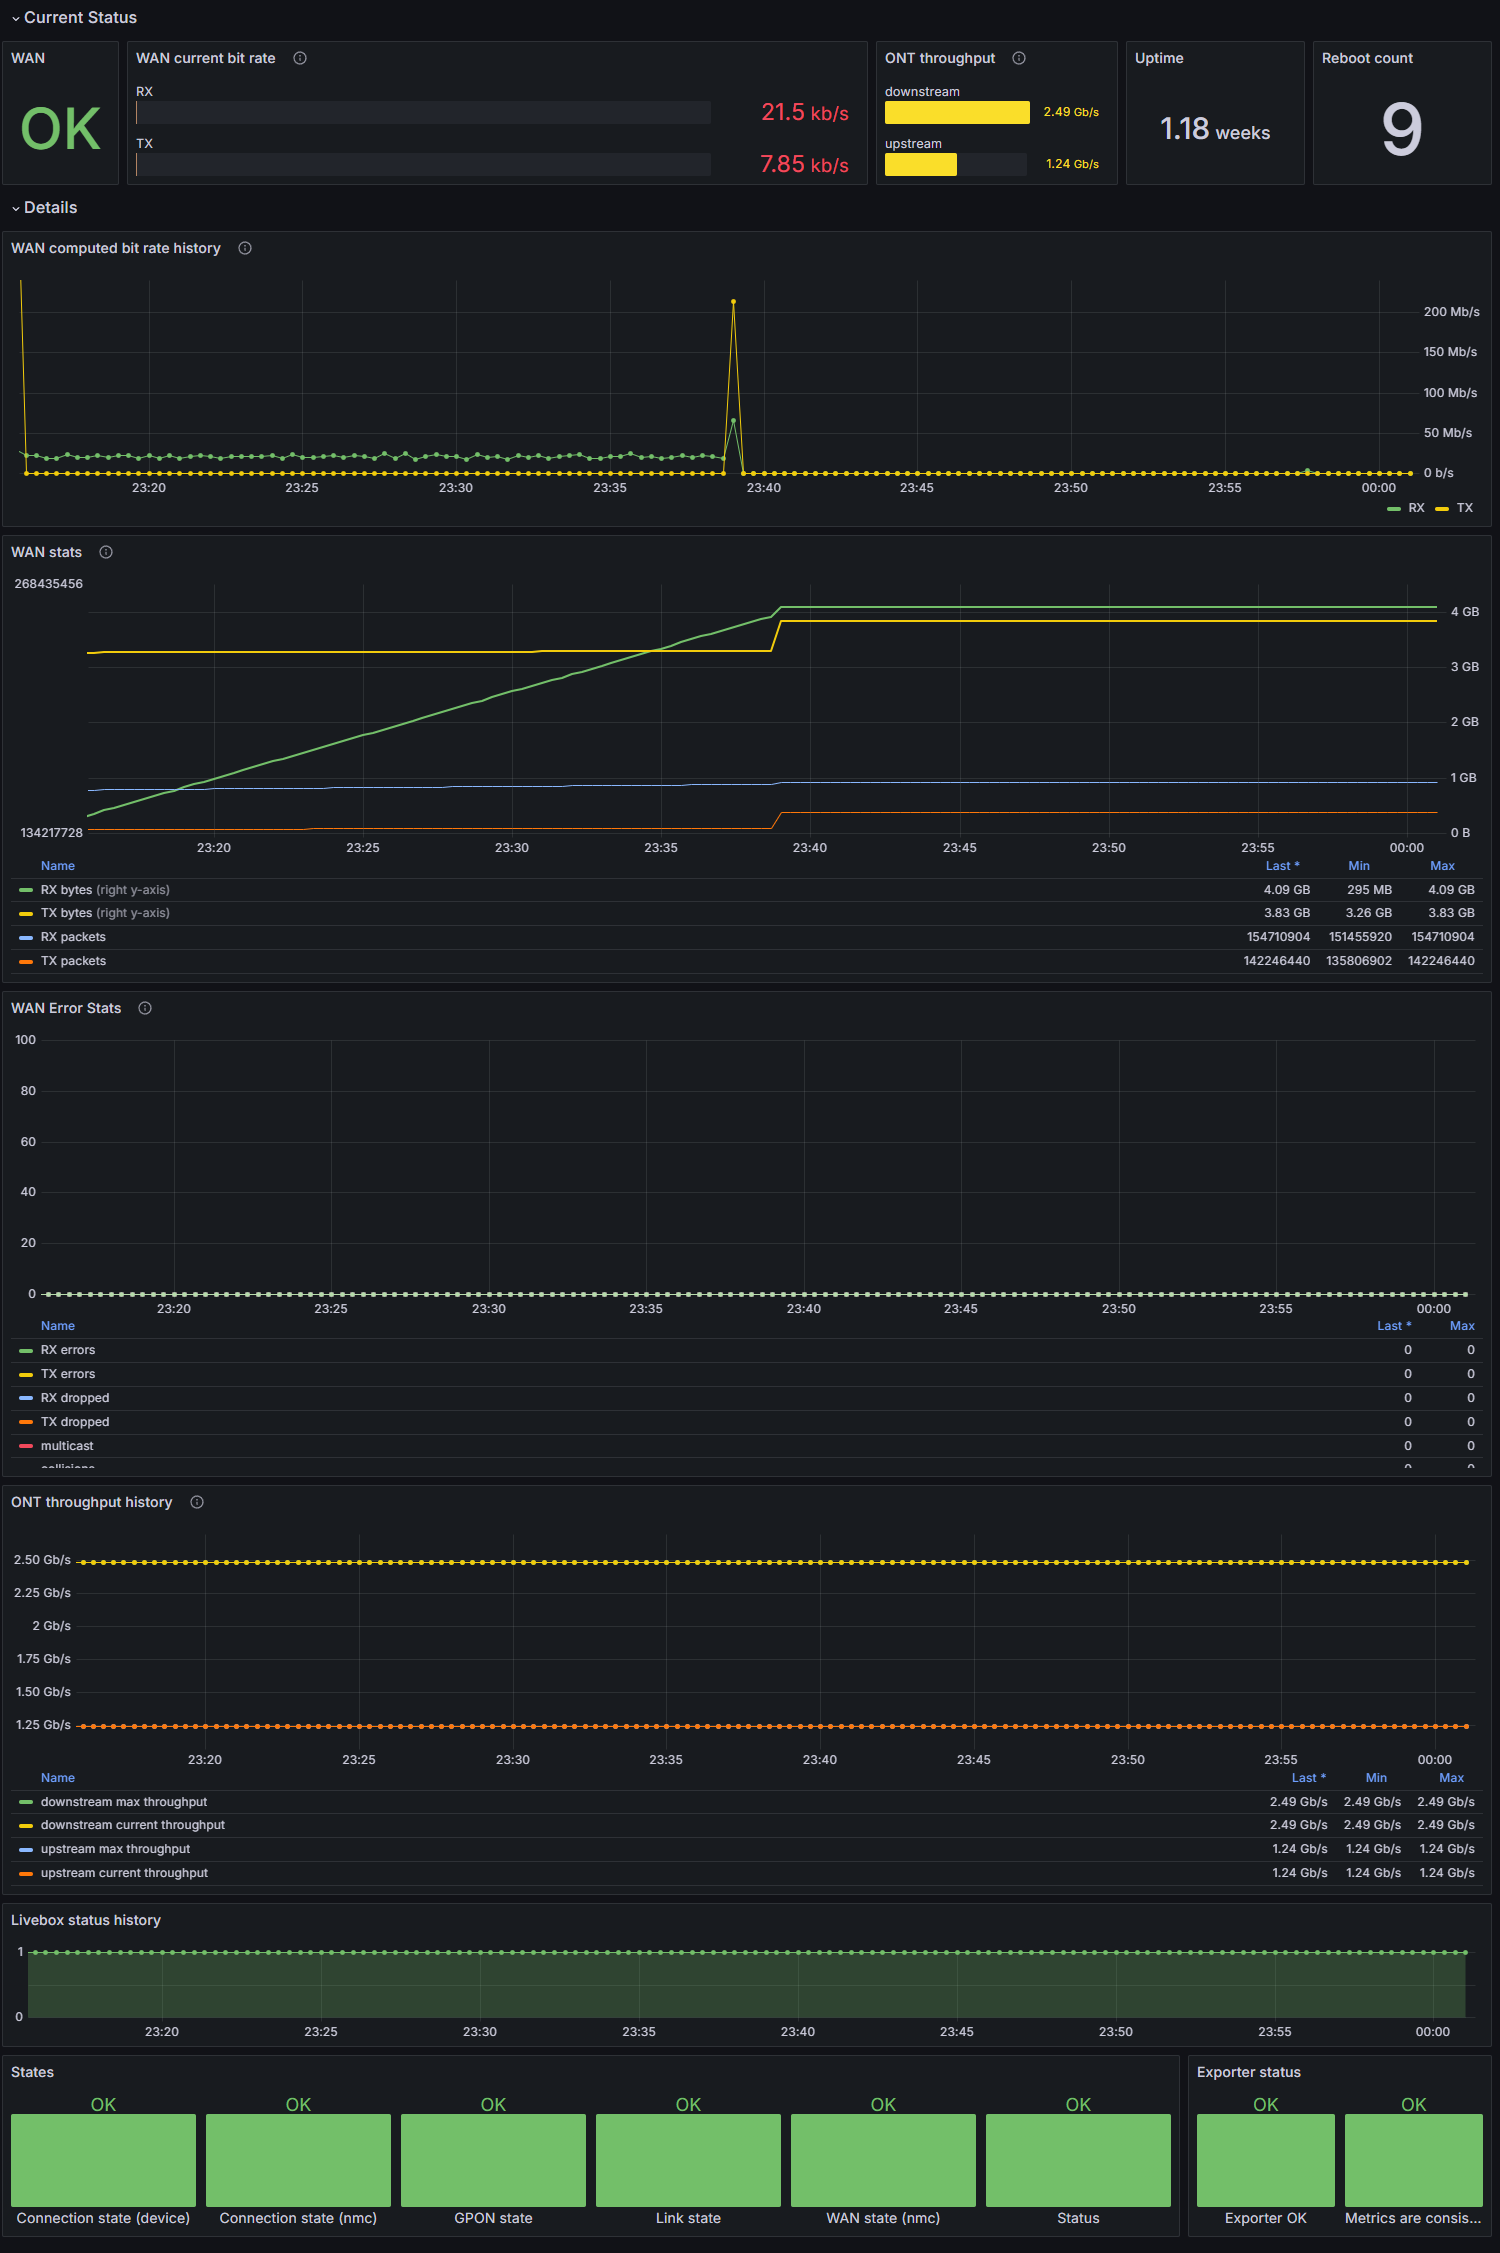 Current Status
WAN
OK
WAN current bit rate
RX
21.5 kb/s
TX
7.85 kb/s
ONT throughput
downstream
2.49 Gb/s
upstream
1.24 Gb/s
Uptime
1.18 weeks
Reboot count
9
Details
WAN computed bit rate history
200 Mb/s
150 Mb/s
100 Mb/s
50 Mb/s
0 b/s
23:20 23:25 23:30 23:35 23:40 23:45 23:50 23:55 00:00
RX TX
WAN stats
268435456
4 GB
3 GB
2 GB
1 GB
134217728 0 B
23:20 23:25 23:30 23:35 23:40 23:45 23:50 23:55 00:00
Name Last * Min Max
RX bytes (right y-axis) 4.09 GB 295 MB 4.09 GB
TX bytes (right y-axis) 3.83 GB 3.26 GB 3.83 GB
RX packets 154710904 151455920 154710904
TX packets 142246440 135806902 142246440
WAN Error Stats
100
80
60
40
20
0
23:20 23:25 23:30 23:35 23:40 23:45 23:50 23:55 00:00
Name Last * Max
RX errors 0 0
TX errors 0 0
RX dropped 0 0
TX dropped 0 0
multicast 0 0
collisions 0 0
ONT throughput history
2.50 Gb/s
2.25 Gb/s
2 Gb/s
1.75 Gb/s
1.50 Gb/s
1.25 Gb/s
23:20 23:25 23:30 23:35 23:40 23:45 23:50 23:55 00:00
Name Last * Min Max
downstream max throughput 2.49 Gb/s 2.49 Gb/s 2.49 Gb/s
downstream current throughput 2.49 Gb/s 2.49 Gb/s 2.49 Gb/s
upstream max throughput 1.24 Gb/s 1.24 Gb/s 1.24 Gb/s
upstream current throughput 1.24 Gb/s 1.24 Gb/s 1.24 Gb/s
Livebox status history
1
0
23:20 23:25 23:30 23:35 23:40 23:45 23:50 23:55 00:00
States
OK OK OK OK OK OK
Connection state (device) Connection state (nmc) GPON state Link state WAN state (nmc) Status
Exporter status
OK OK
Exporter OK Metrics are consis...